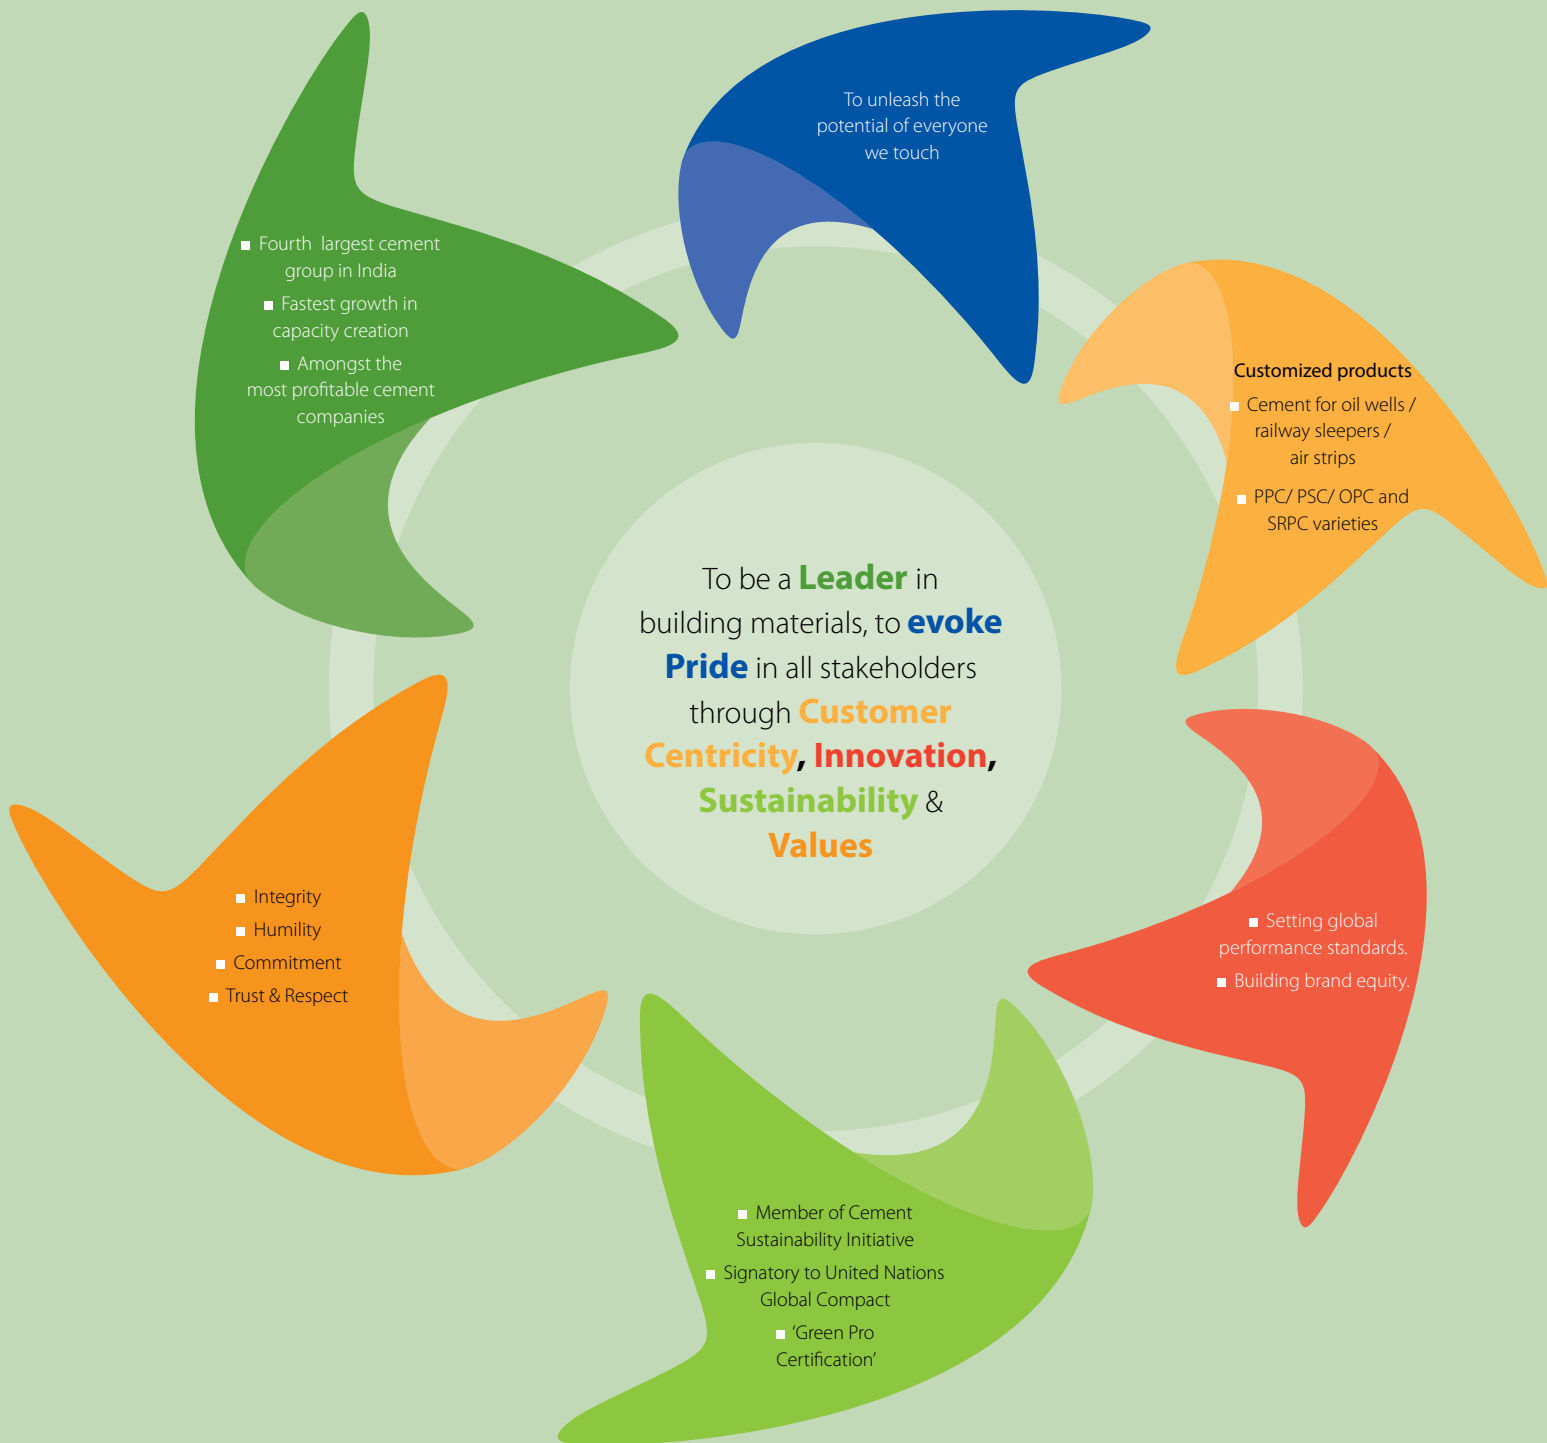 To unleash the
potential of everyone
we touch
Fourth largest cement
group in India
Fastest growth in
capacity creation
Amongst the
most profitable cement
companies
Customized products
Cement for oil wells /
railway sleepers /
air strips
PPC/ PSC/ OPC and
SRPC varieties
To be a Leader in
building materials, to evoke
Pride in all stakeholders
through Customer
Centricity, Innovation,
Sustainability &
Values
Integrity
Humility
Commitment
Trust & Respect
Setting global
performance standards.
Building brand equity.
Member of Cement
Sustainability Initiative
Signatory to United Nations
Global Compact
‘Green Pro
Certification’